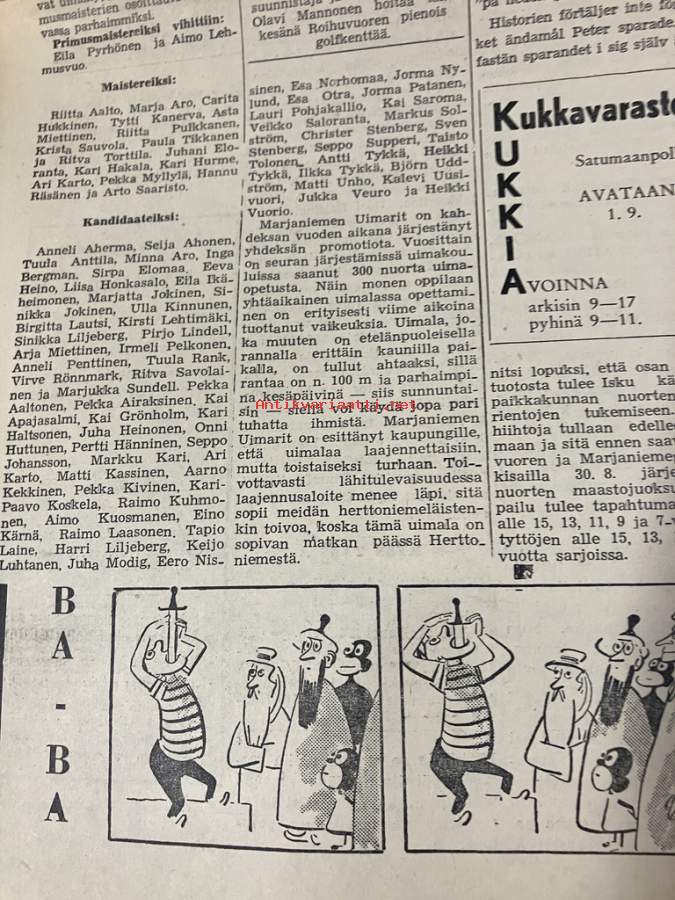 musmaisterien
vassa parhaimmiksi.
Primusmaistereiksi vihittiin:
Eila Pyrhönen ja Aimo Leh-
musvuo.
Maistereiksi:
Riitta Aalto, Marja Aro, Carita
Hukkinen, Tytti Kanerva, Asta
Miettinen, Riitta Pulkkanen,
Krista Sauvola, Paula Tikkanen
ja Ritva Torttila. Juhani Elo-
ranta, Kari Hakala, Kari Hurme,
Ari Karto, Pekka Myllylä, Hannu
Räsänen ja Arto Saaristo.
Kandidaateiksi:
Anneli Aherma, Seija Ahonen,
Tuula Anttila, Minna Aro, Inga
Bergman, Sirpa Elomaa, Eeva
Heino, Liisa Honkasalo, Eila Ikä-
heimonen, Marjatta Jokinen, Si-
nikka Jokinen, Ulla Kinnunen,
Birgitta Lautsi, Kirsti Lehtimäki,
Sinikka Liljeberg, Pirjo Lindell,
Arja Miettinen, Irmeli Pelkonen,
Anneli Penttinen, Tuula Rank,
Virve Rönnmark, Ritva Savolai-
nen ja Marjukka Sundell. Pekka
Aaltonen, Pekka Airaksinen. Kai
Apajasalmi, Kai Grönholm, Kari
Haltsonen, Juha Heinonen, Onni
Huttunen, Pertti Hänninen, Seppo
Johansson, Markku Kari, Ari
Karto, Matti Kassinen, Aarno
Kekkinen, Pekka Kivinen, Kari-
Paavo Koskela, Raimo Kuhmo-
nen, Aimo Kuosmanen, Eino
Kärnä, Raimo Laasonen. Tapio
Laine, Harri Liljeberg, Keijo
Luhtanen, Juha Modig, Eero Nis-
suunnistaja
Olavi Mannonen hoitaa
kesänä Roihuvuoren pienois
golfkenttää.
sinen, Esa Norhomaa, Jorma Ny-
lund, Esa Otra, Jorma Patanen,
Lauri Pohjakallio, Kai Saroma,
Veikko Saloranta, Markus Sol-
ström, Christer Stenberg, Sven
Stenberg, Seppo Supperi, Taisto
Tolonen, Antti Tykkä, Heikki
Tykkä, Ilkka Tykkä, Björn Udd-
ström, Matti Unho, Kalevi Uusi-
vuori, Jukka Veuro ja Heikki
Vuorio.
Marjaniemen Uimarit on kah-
deksan vuoden aikana järjestänyt
yhdeksän promotiota. Vuosittain
on seuran järjestämissä uimakou-
luissa saanut 300 nuorta uima-
opetusta. Näin monen oppilaan
yhtäaikainen uimalassa opettami-
nen on erityisesti viime aikoina
tuottanut vaikeuksia. Uimala, jo-
ka muuten on etelänpuoleisella
rannalla erittäin kauniilla pai-
kalla, on tullut ahtaaksi, sillä
rantaa on n. 100 m ja parhaimpi-
na kesäpäivinä — siis sunnuntai-
sin — siellä voi käydä jopa pari
tuhatta ihmistä. Marjaniemen
Uimarit on esittänyt kaupungille,
että uimalaa laajennettaisiin,
mutta toistaiseksi turhaan. Toi-
vottavasti lähitulevaisuudessa
laajennusaloite menee läpi. sitä
sopii meidän herttoniemeläisten-
kin toivoa, koska tämä uimala on
sopivan matkan päässä Hertto-
niemestä.
Antikvariaatti.net
Historien förtäljer inte
ket ändamål Peter sparade.
fastän sparandet i sig själv
Kukkavarasto
KUKKIA
Satumaanpol
AVATAAN
1. 9.
AVOINNA
arkisin 9—17
pyhinä 9—11.
nitsi lopuksi, että osan
tuotosta tulee Isku
paikkakunnan nuorten
rientojen tukemiseen.
hiihtoja tullaan edellee
maan ja sitä ennen
vuoren ja Marjanieme
kisailla 30. 8. järje
nuorten maastojuoksu
pailu tulee tapahtuma
alle 15, 13, 11, 9 ja 7-v
tyttöjen alle 15, 13,
vuotta sarjoissa.
BA-BA